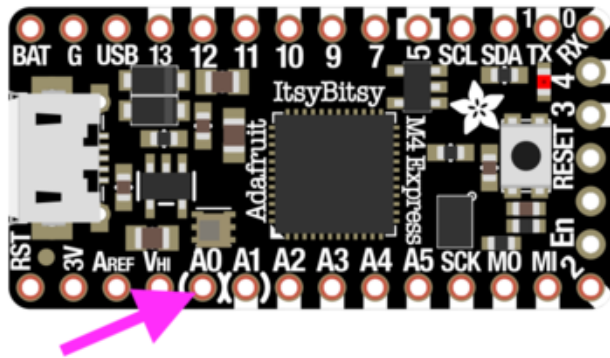 BAT G USB 13 12 11 10 9 7 5 SCL SDA TX 1 0 RX
ItsyBitsy
Adafruit
M4 Express
4
3
RESET
En
2
RST 3V AREF VHI A0 A1 A2 A3 A4 A5 SCK MO MI